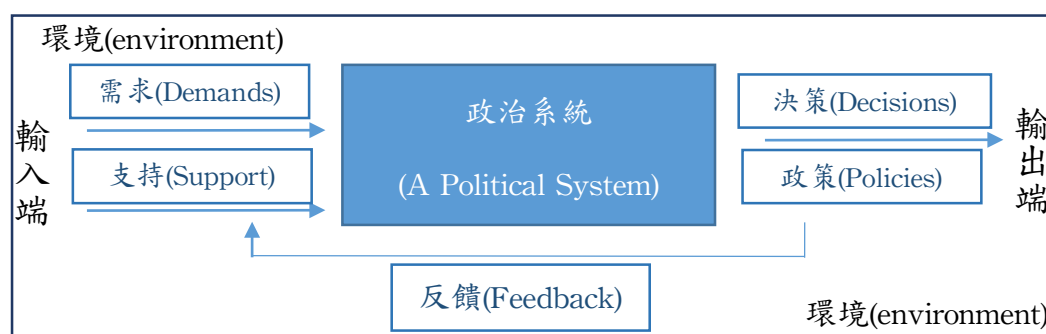 環境(environment)
需求(Demands)
支持(Support)
輸入端
政治系統
(A Political System)
決策(Decisions)
政策(Policies)
輸出端
反饋(Feedback)
環境(environment)